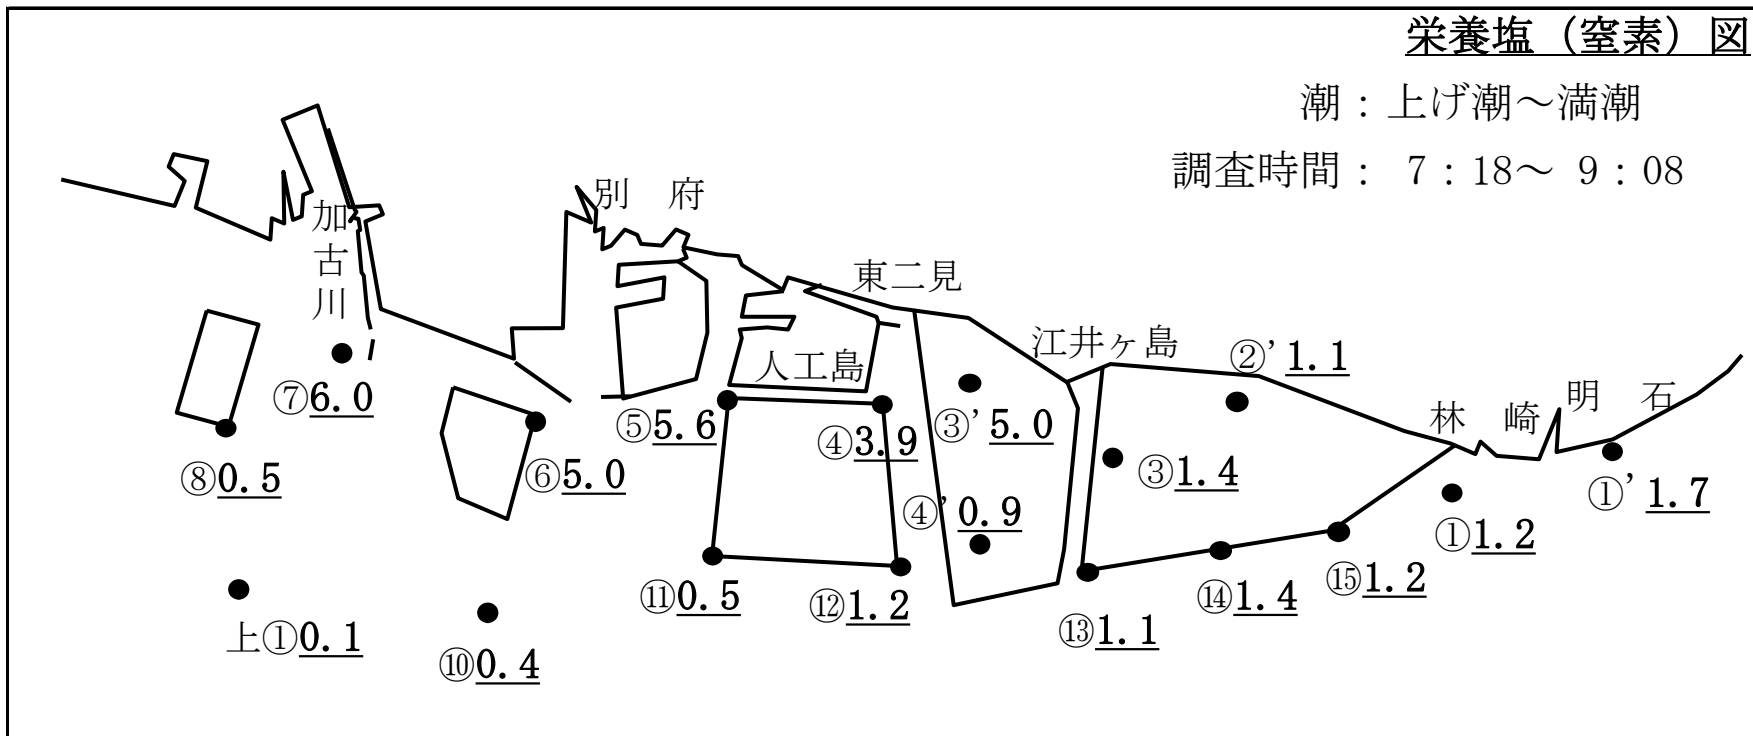 栄養塩（窒素）図
潮：上げ潮～満潮
調査時間： 7：18～ 9：08
別 府
加古川
東二見
江井ヶ島
②’1.1
人工島
林 崎
明 石
⑦6.0
⑤5.6
④3.9
③’5.0
⑧0.5
⑥5.0
③1.4
①’1.7
④’0.9
①1.2
⑪0.5
⑫1.2
⑭1.4
⑮1.2
上①0.1
⑩0.4
⑬1.1